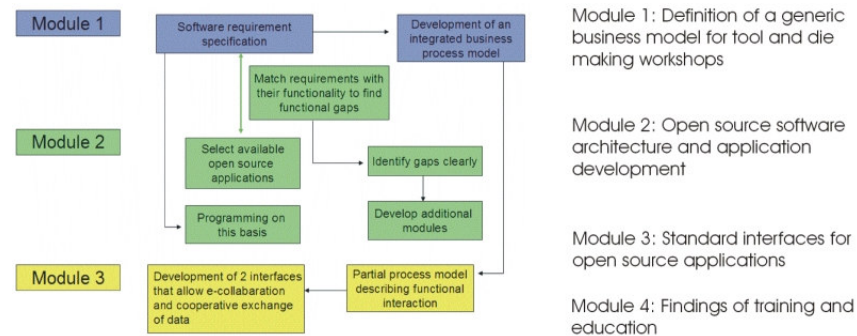 Module 1
Software requirement
specification
Development of an
integrated business
process model
Match requirements with
their functionality to find
functional gaps
Module 2
Select available
open source
applications
Identify gaps clearly
Programming on
this basis
Develop additional
modules
Module 3
Development of 2 interfaces
that allow e-collabaration
and cooperative exchange
of data
Partial process model
describing functional
interaction
Module 1: Definition of a generic
business model for tool and die
making workshops
Module 2: Open source software
architecture and application
development
Module 3: Standard interfaces for
open source applications
Module 4: Findings of training and
education